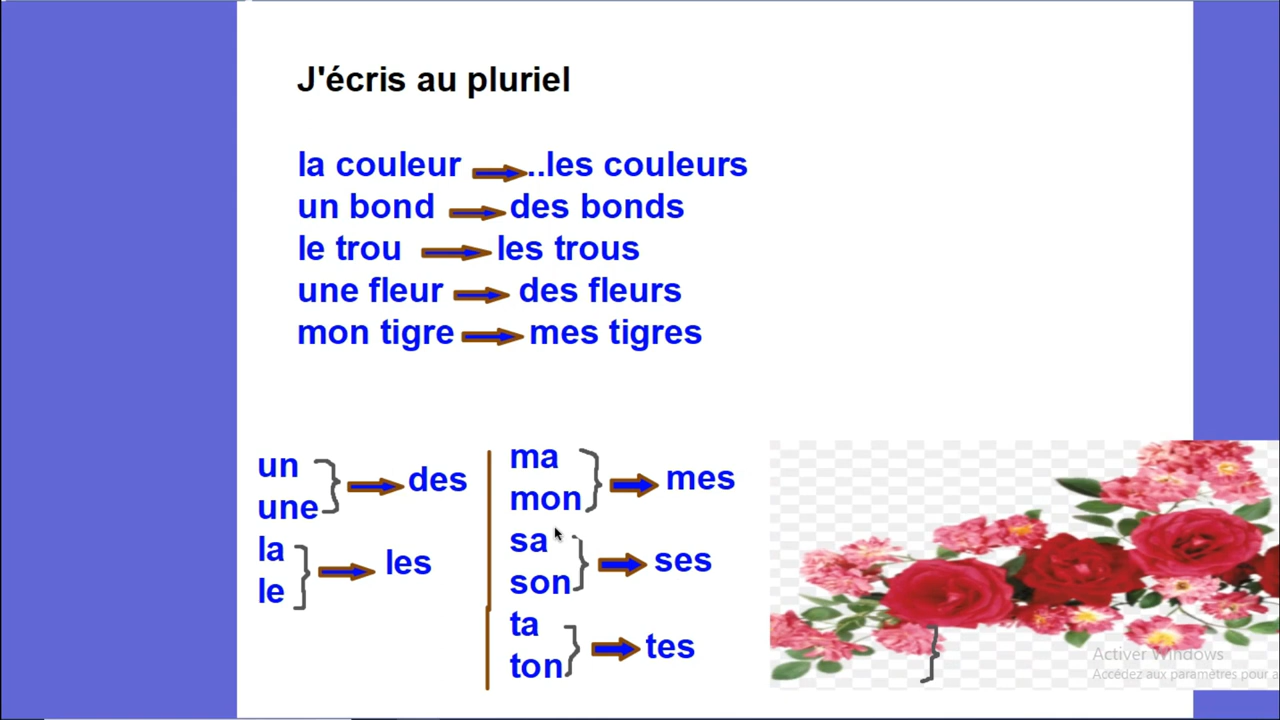 J'écris au pluriel
la couleur ..les couleurs
un bond des bonds
le trou les trous
une fleur des fleurs
mon tigre mes tigres
un
une
des
la
le
les
ma
mon
mes
sa
son
ses
ta
ton
tes
Activer Windows
Accédez aux paramètres pour a